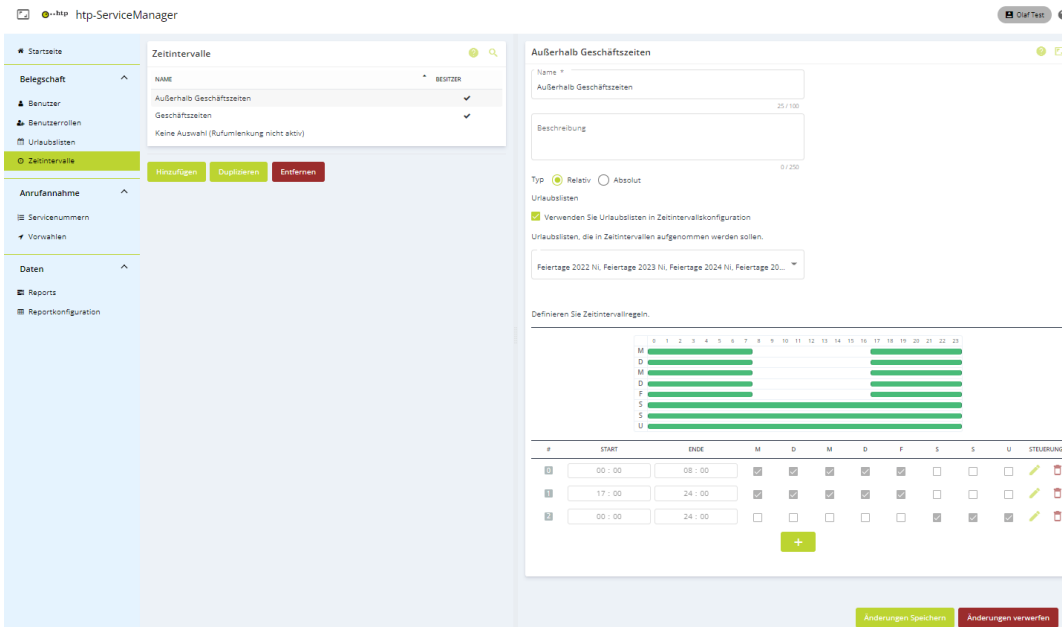 htp htp-ServiceManager
Olaf Test
Startseite
Belegschaft
Benutzer
Benutzerrollen
Urlaubslisten
Zeitintervalle
Anrufannahme
Servicenummern
Vorwahlen
Daten
Reports
Reportkonfiguration
Zeitintervalle
NAME BESITZER
Außerhalb Geschäftszeiten
Geschäftszeiten
Keine Auswahl (Rufumlenkung nicht aktiv)
Hinzufügen Duplizieren Entfernen
Außerhalb Geschäftszeiten
Name *
Außerhalb Geschäftszeiten
25 / 100
Beschreibung
0 / 250
Typ Relativ Absolut
Urlaubslisten
Verwenden Sie Urlaubslisten in Zeitintervallskonfiguration
Urlaubslisten, die in Zeitintervallen aufgenommen werden sollen.
Feiertage 2022 Ni, Feiertage 2023 Ni, Feiertage 2024 Ni, Feiertage 20...
Definieren Sie Zeitintervallregeln.
0 1 2 3 4 5 6 7 8 9 10 11 12 13 14 15 16 17 18 19 20 21 22 23
M
D
M
D
F
S
S
U
# START ENDE M D M D F S S U STEUERUNG
0 00 : 00 08 : 00
1 17 : 00 24 : 00
2 00 : 00 24 : 00
+
Änderungen Speichern Änderungen verwerfen